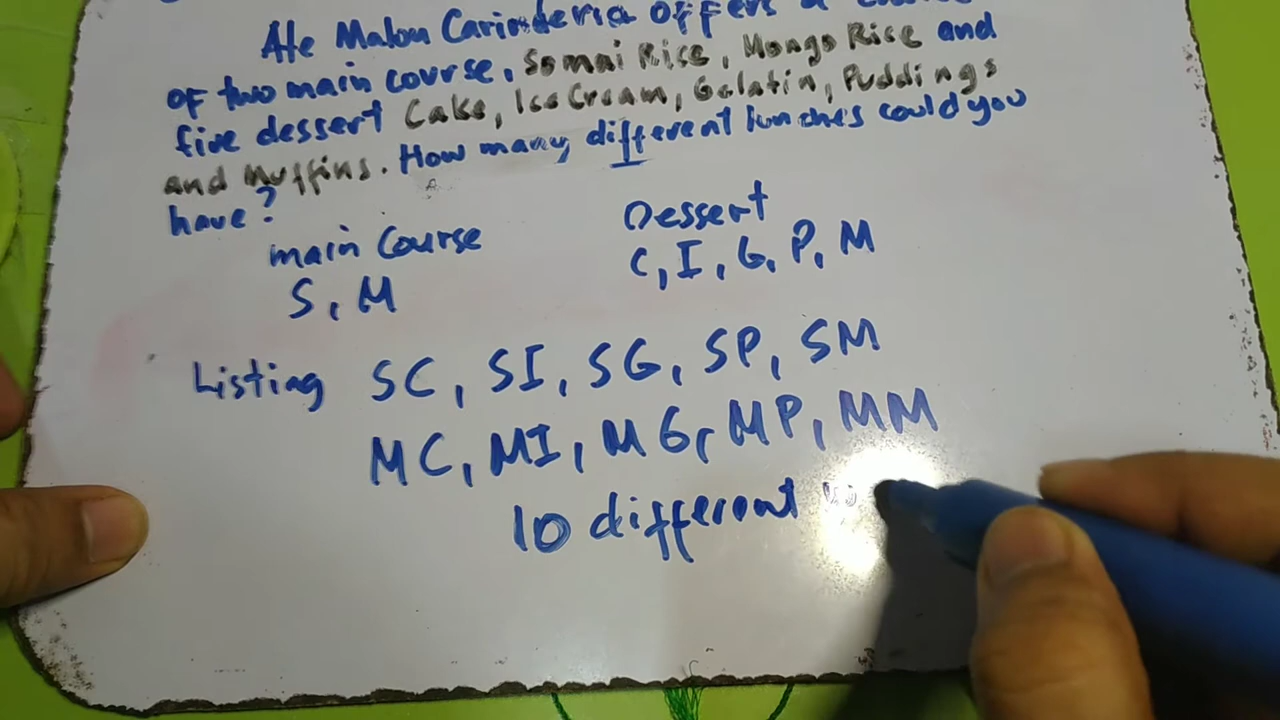 Ate Malou Carinderia offers a
of two main course, Somai Rice, Mongo Rice and
five dessert Cake, Ice Cream, Gelatin, Puddings
and Muffins. How many different lunches could you
have?
main Course
S, M
Dessert
C, I, G, P, M
Listing SC, SI, SG, SP, SM
MC, MI, MG, MP, MM
10 different